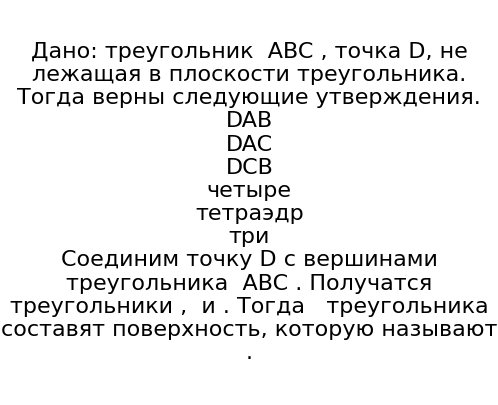 Дано: треугольник  ABC , точка D, не
лежащая в плоскости треугольника.
Тогда верны следующие утверждения.
DAB
DAC
DCB
четыре
тетраэдр
три
Соединим точку D с вершинами
треугольника  ABC . Получатся
треугольники ,  и . Тогда   треугольника
составят поверхность, которую называют
.